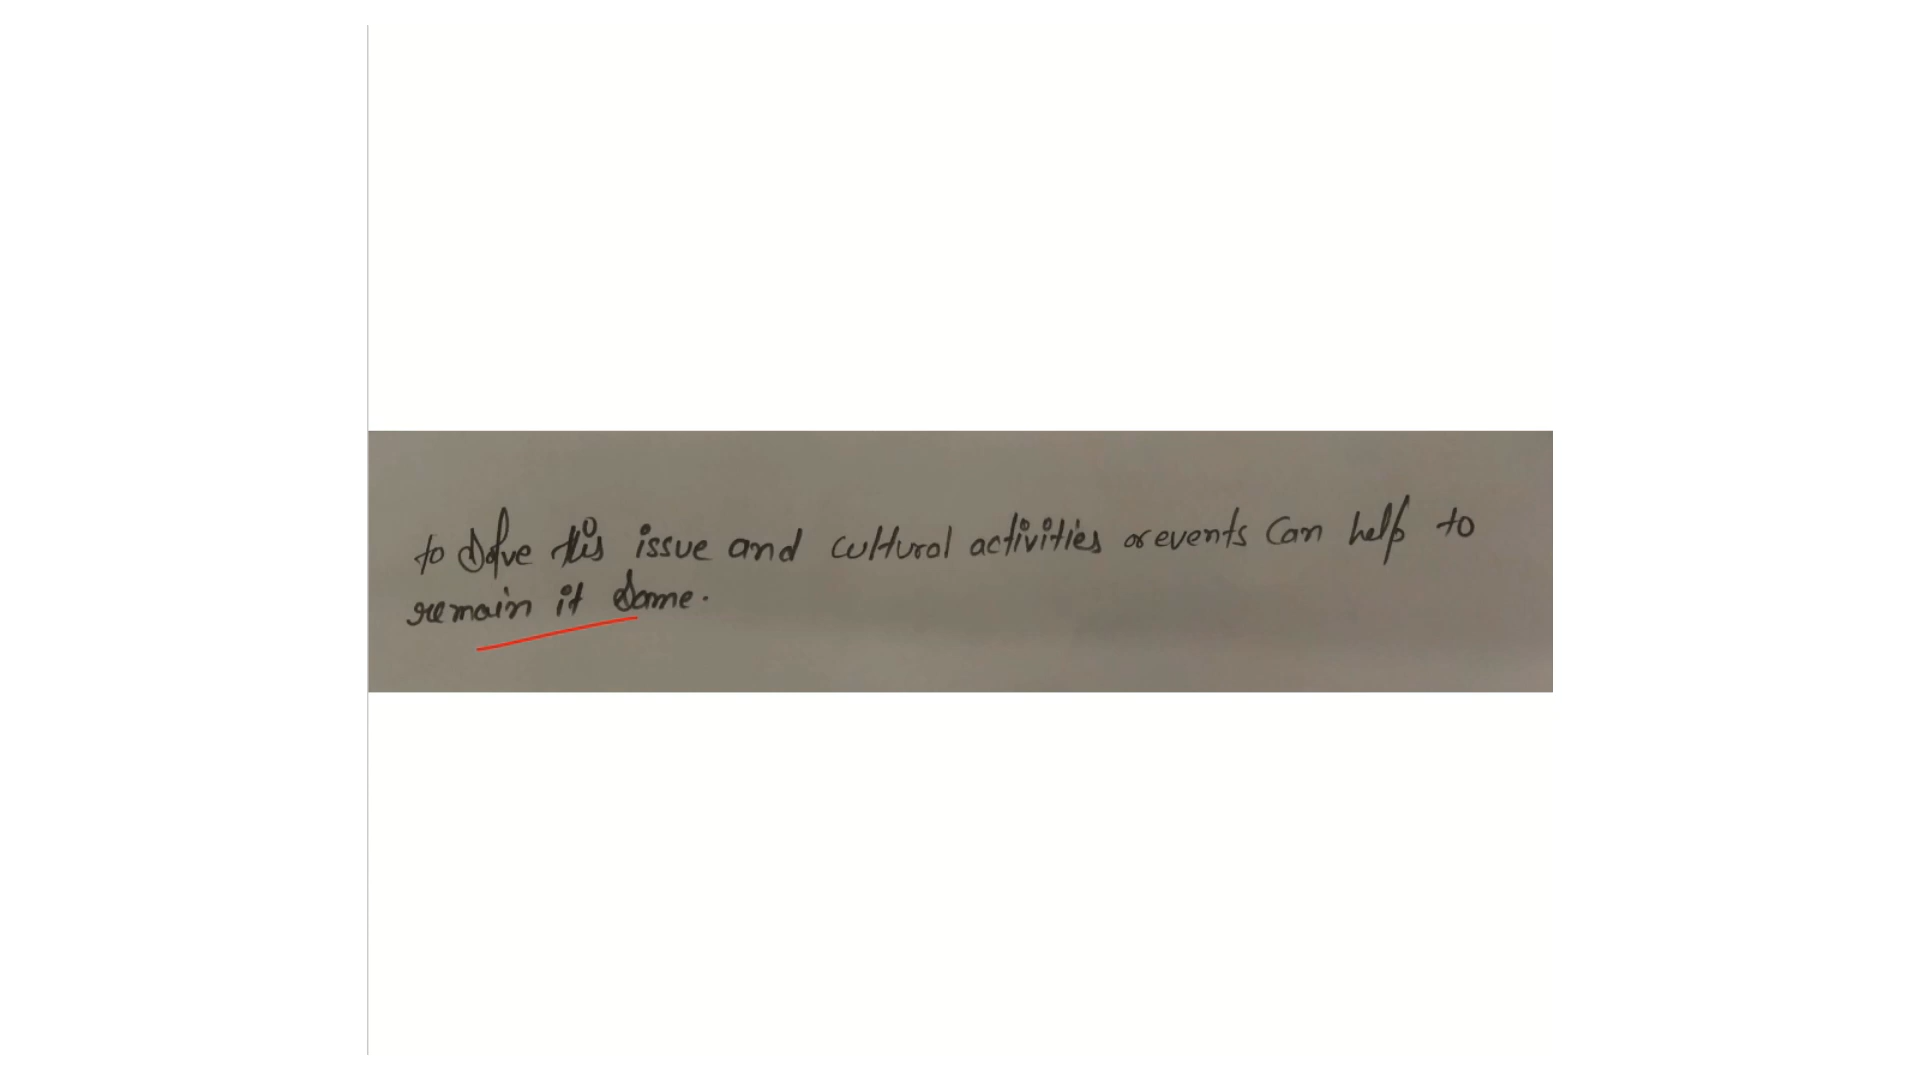 to solve this issue and cultural activities or events can help to
remain it same.